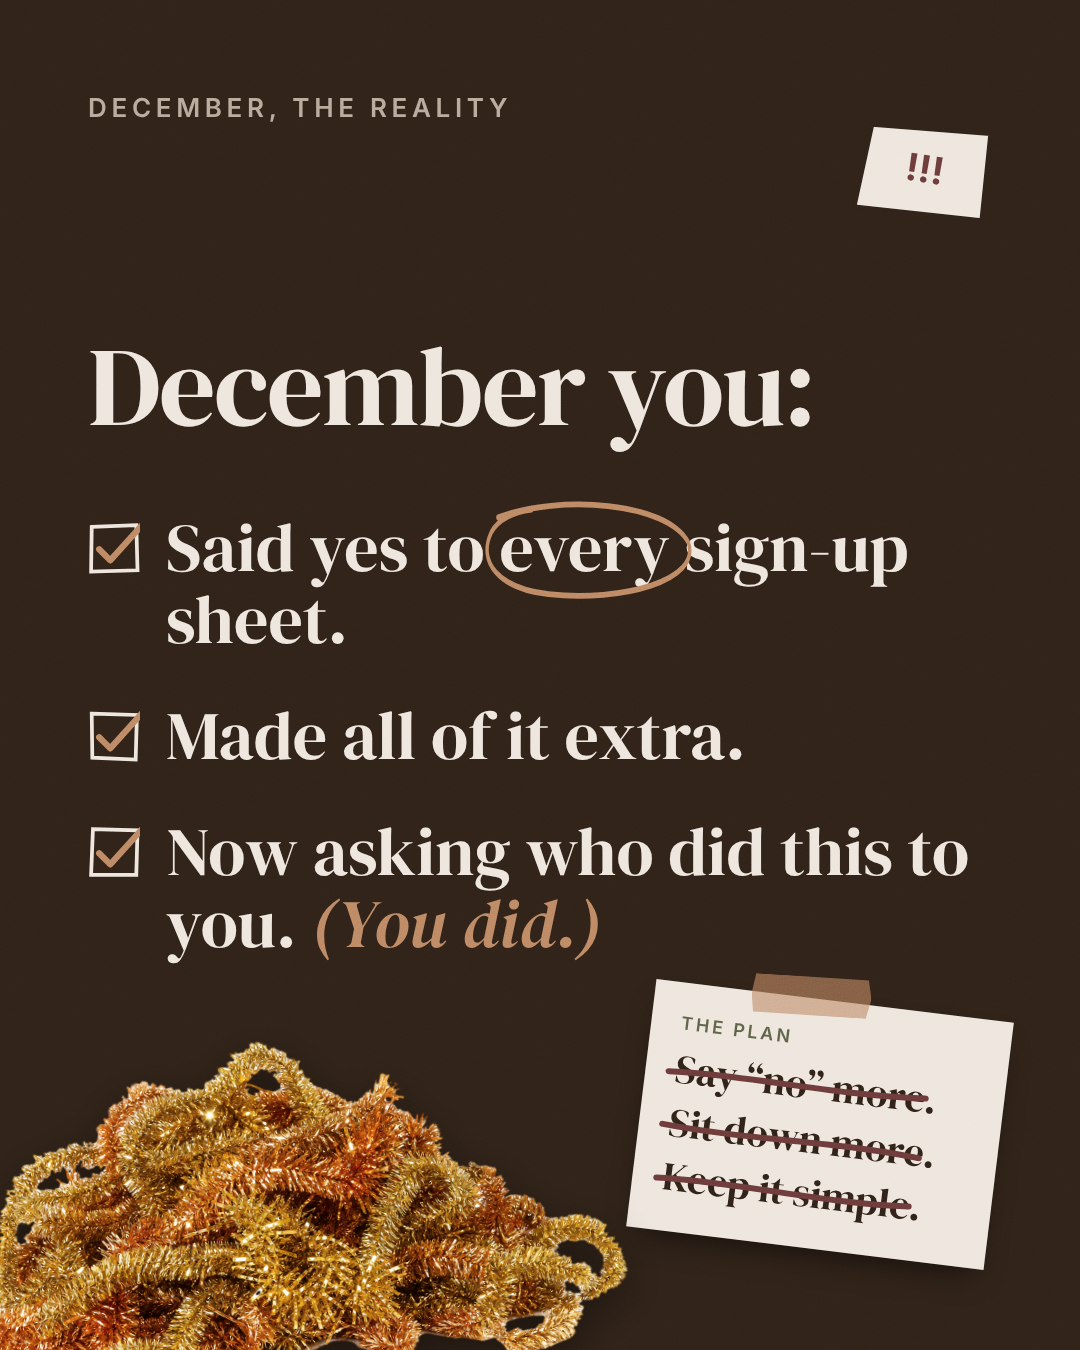 DECEMBER, THE REALITY
!!!
December you:
Said yes to every sign-up
sheet.
Made all of it extra.
Now asking who did this to
you. (You did.)
THE PLAN
Say “no” more.
Sit down more.
Keep it simple.